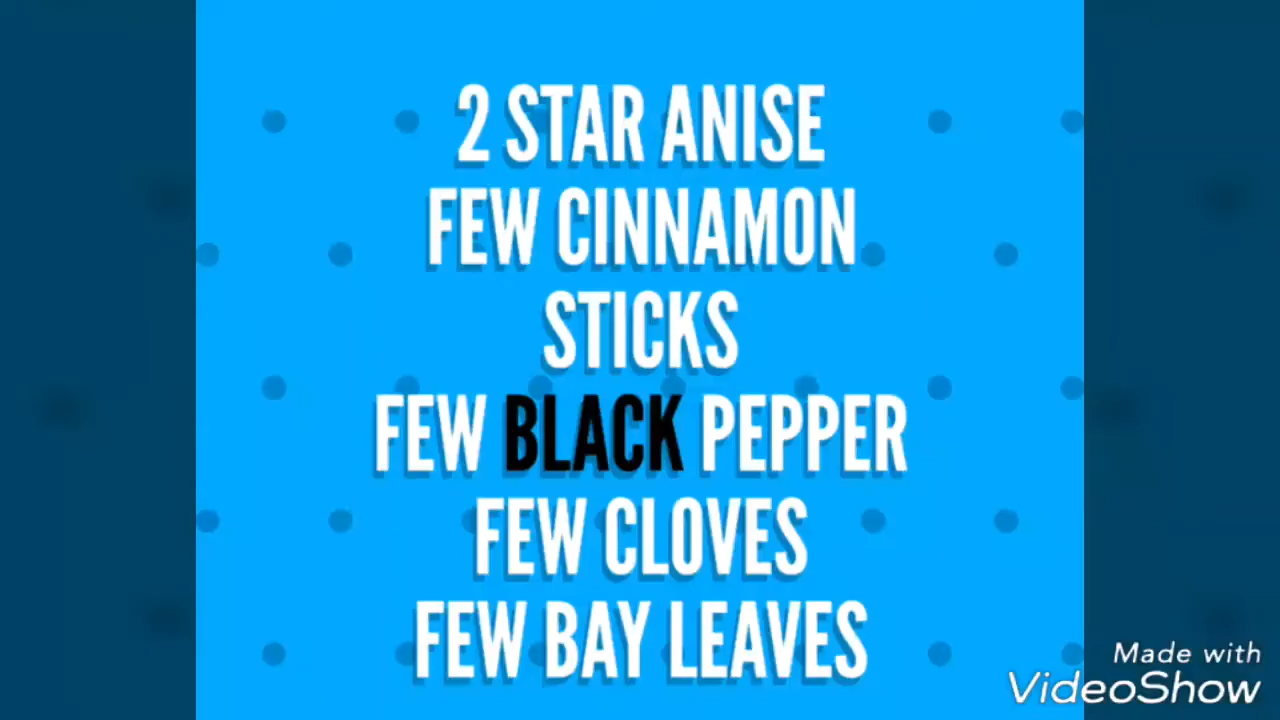 2 STAR ANISE
FEW CINNAMON
STICKS
FEW BLACK PEPPER
FEW CLOVES
FEW BAY LEAVES
Made with
VideoShow